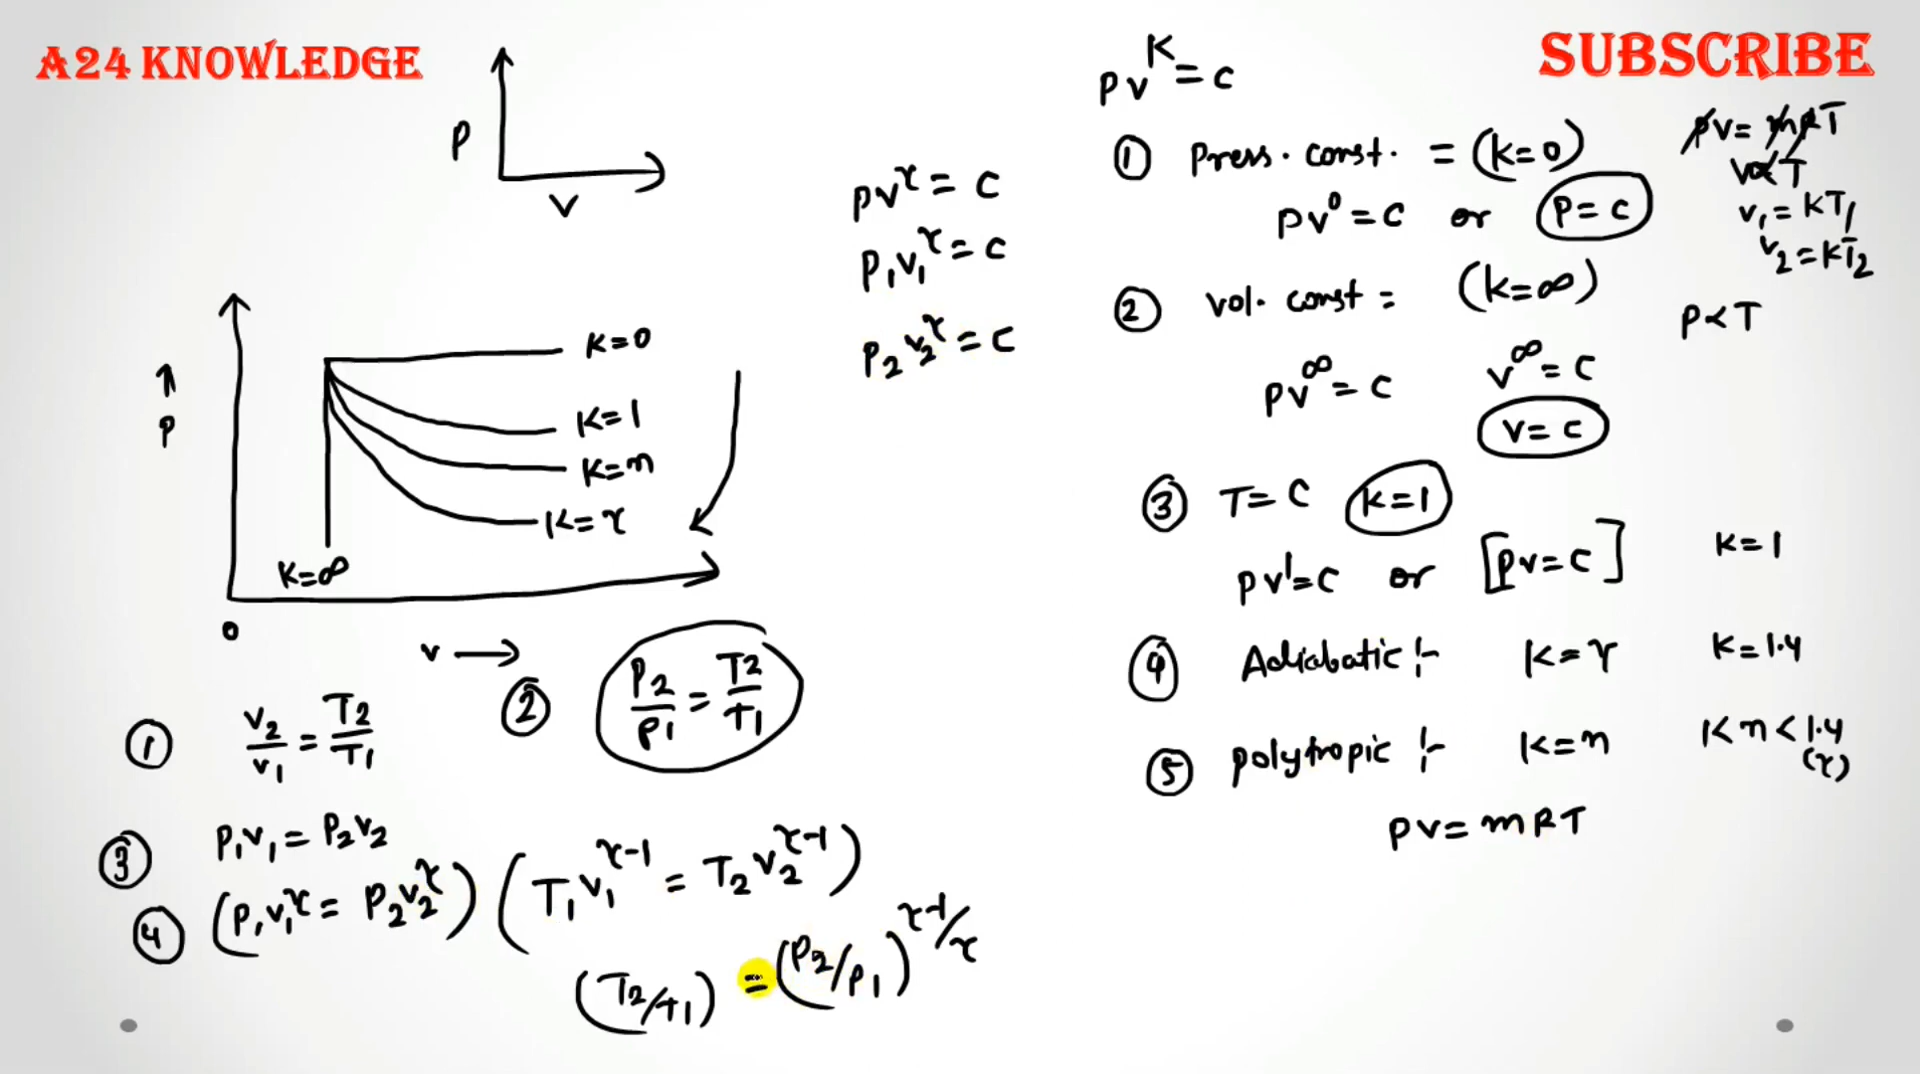 A24 KNOWLEDGE
SUBSCRIBE
P
V
↑
P
K=0
K=1
K=n
K=γ
K=∞
0
v →
① v₂/v₁ = T₂/T₁
② P₂/P₁ = T₂/T₁
③ P₁v₁ = P₂v₂
④ (P₁v₁^γ = P₂v₂^γ) (T₁v₁^γ-1 = T₂v₂^γ-1)
(T₂/T₁) = (P₂/P₁)^γ-1/γ
Pv^γ = c
P₁v₁^γ = c
P₂v₂^γ = c
Pv^K = c
① Press. const. = (K=0)
Pv⁰ = c or P = c
② vol. const = (K=∞)
Pv^∞ = c v^∞ = c
v = c
③ T = c K=1
Pv¹=c or [Pv=c] K=1
④ Adiabatic :- K=γ K=1.4
⑤ polytropic :- K=n 1<n<1.4
(γ)
PV = mRT
PV = mRT
V∝T
v₁ = KT₁
v₂ = KT₂
P∝T